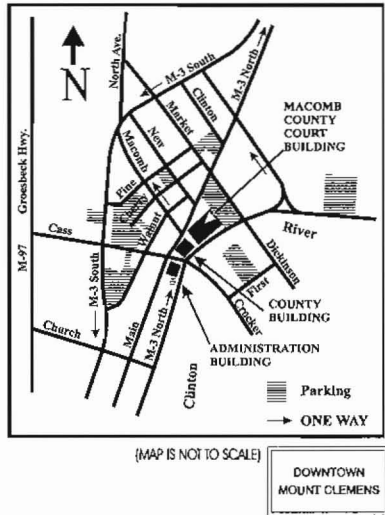 N
North Ave.
M-3 South
M-3 North
Groesbeck Hwy.
M-97
Clinton
Market
New
Macomb
MACOMB
COUNTY
COURT
BUILDING
Pine
Cherry
Walnut
Cass
River
Dickinson
First
Crocker
COUNTY
BUILDING
M-3 South
Main
M-3 North
Church
ADMINISTRATION
BUILDING
Clinton
Parking
ONE WAY
(MAP IS NOT TO SCALE)
DOWNTOWN
MOUNT CLEMENS